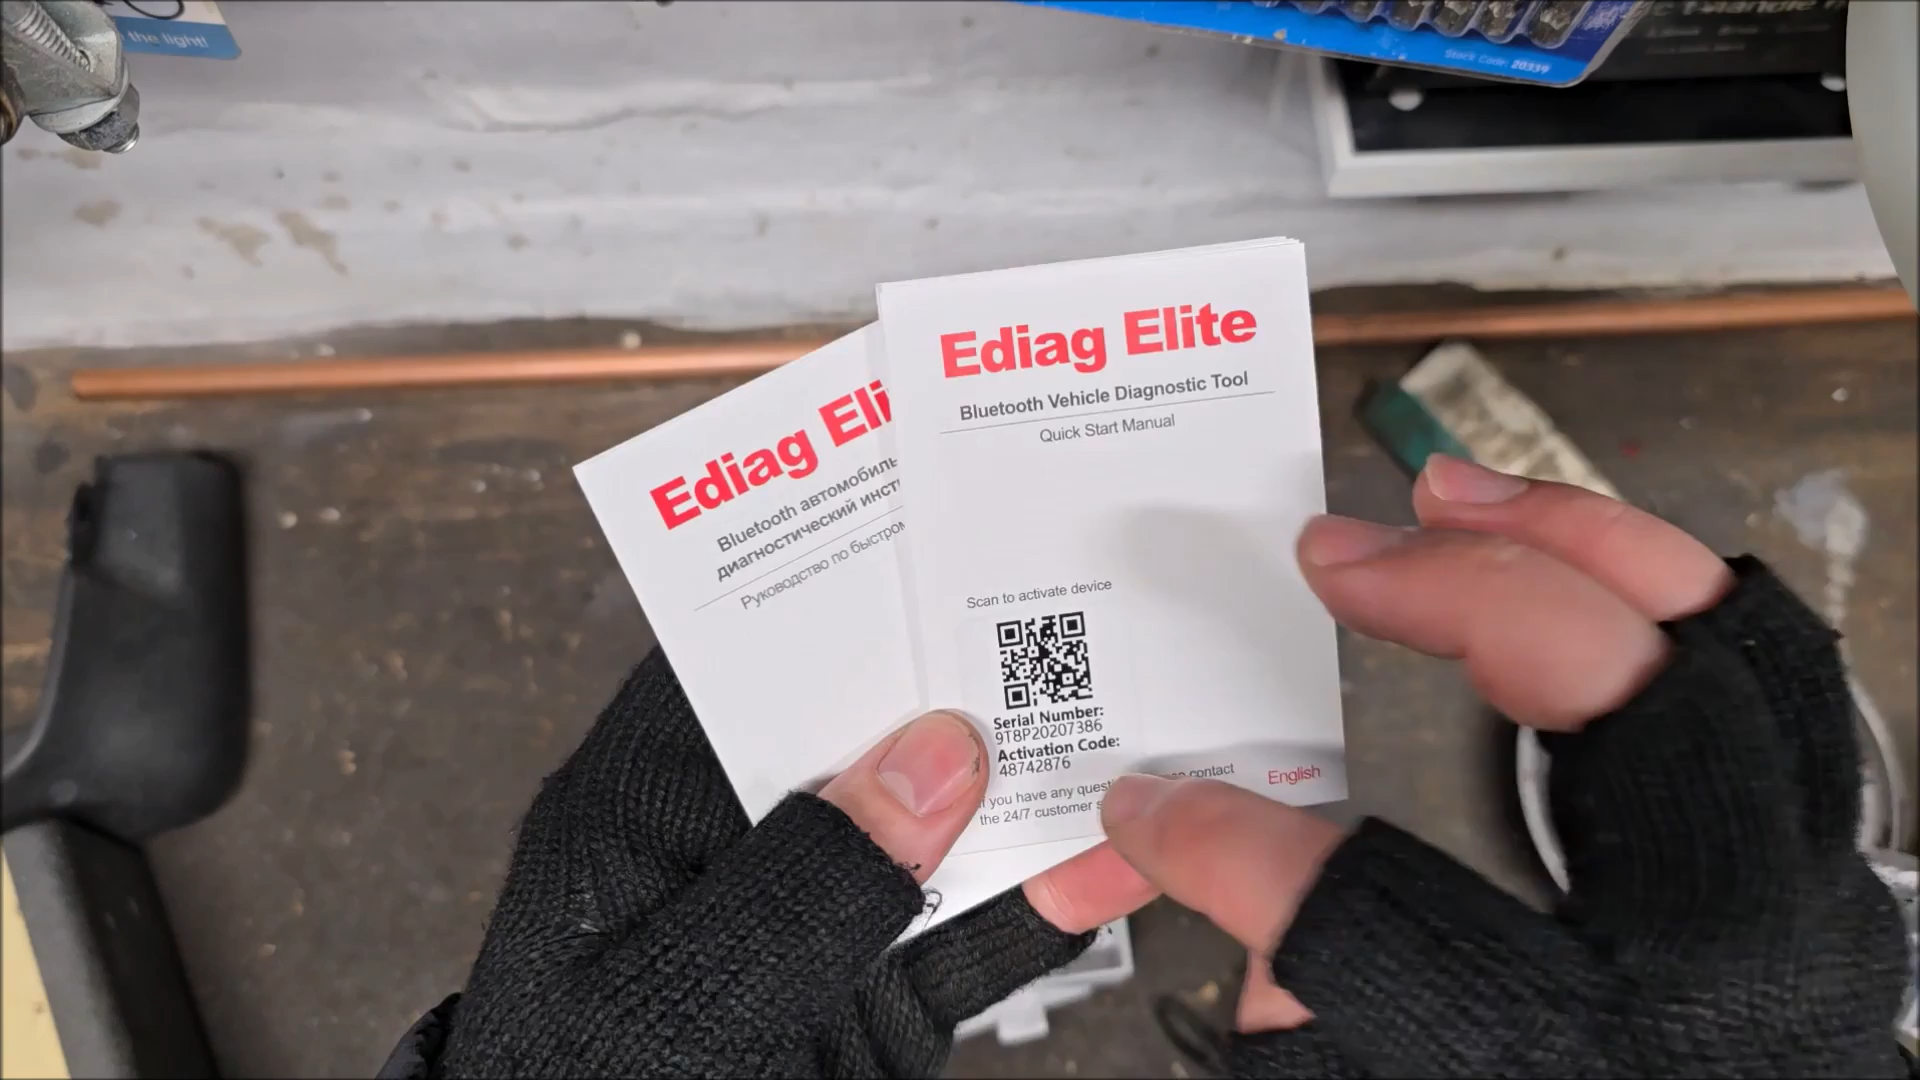 the light!
Stock Code: 20339
Ediag Eli
Bluetooth автомобиль
диагностический инст
Руководство по быстром
Ediag Elite
Bluetooth Vehicle Diagnostic Tool
Quick Start Manual
Scan to activate device
Serial Number:
9T8P20207386
Activation Code:
48742876
If you have any questi contact
the 24/7 customer s
English